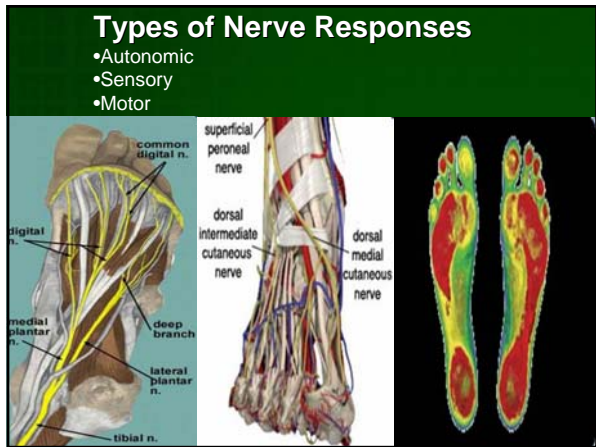 Types of Nerve Responses
•Autonomic
•Sensory
•Motor
common
digital n.
digital
n.
medial
plantar
n.
deep
branch
lateral
plantar
n.
tibial n.
superficial
peroneal
nerve
dorsal
intermediate
cutaneous
nerve
dorsal
medial
cutaneous
nerve